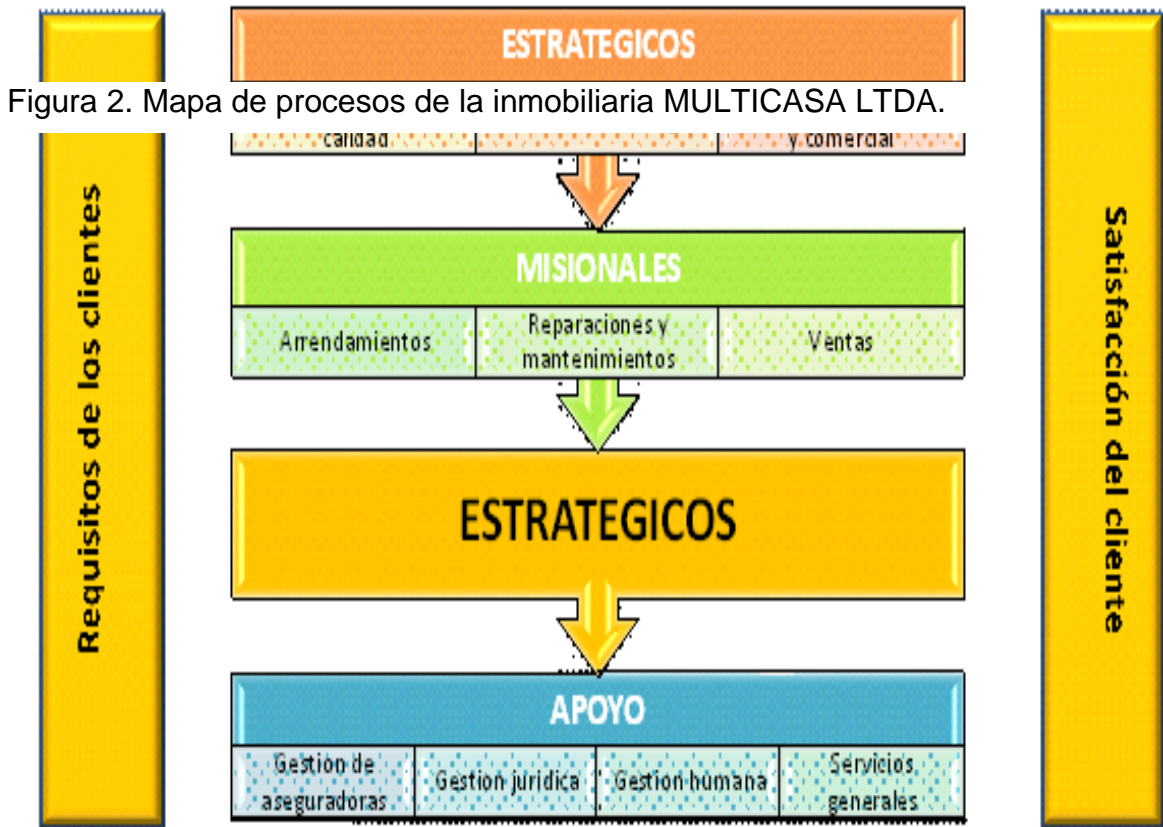 ESTRATEGICOS
Figura 2. Mapa de procesos de la inmobiliaria MULTICASA LTDA.
calidad
y comercial
Requisitos de los clientes
MISIONALES
Arrendamientos
Reparaciones y
mantenimientos
Ventas
ESTRATEGICOS
APOYO
Gestion de
aseguradoras
Gestion juridica
Gestion humana
Servicios
generales
Satisfacción del cliente